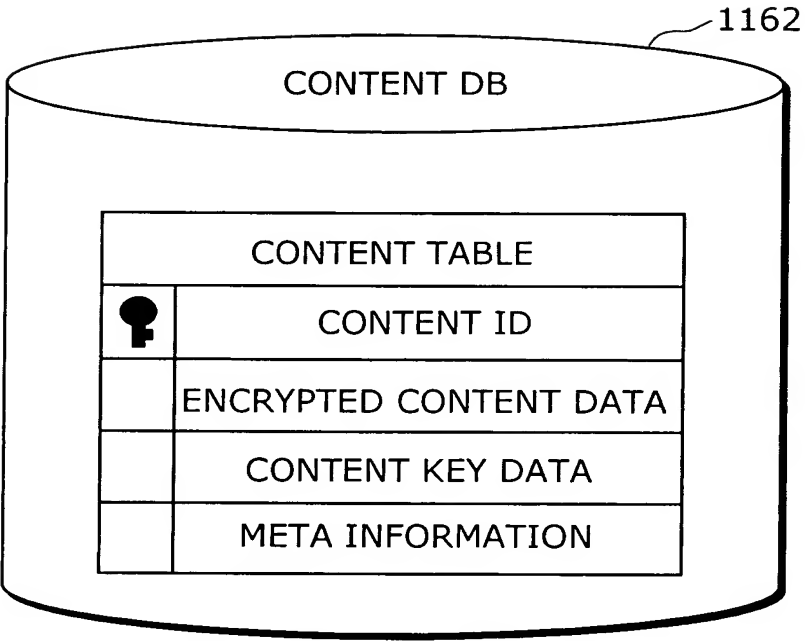 1162
CONTENT DB
CONTENT TABLE
CONTENT ID
ENCRYPTED CONTENT DATA
CONTENT KEY DATA
META INFORMATION